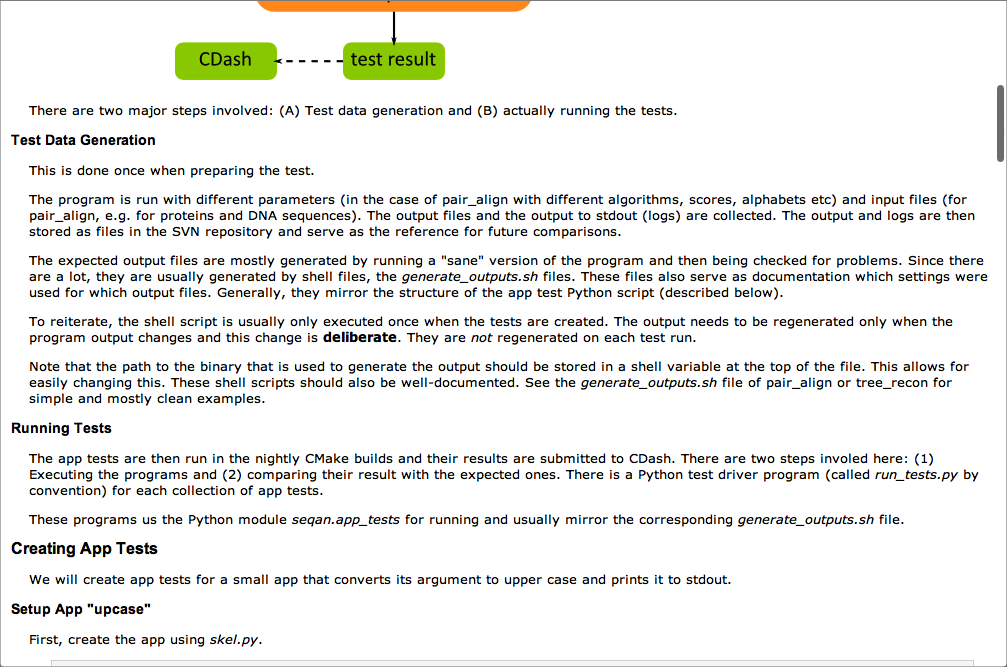 CDash
test result
There are two major steps involved: (A) Test data generation and (B) actually running the tests.
Test Data Generation
This is done once when preparing the test.
The program is run with different parameters (in the case of pair_align with different algorithms, scores, alphabets etc) and input files (for
pair_align, e.g. for proteins and DNA sequences). The output files and the output to stdout (logs) are collected. The output and logs are then
stored as files in the SVN repository and serve as the reference for future comparisons.
The expected output files are mostly generated by running a "sane" version of the program and then being checked for problems. Since there
are a lot, they are usually generated by shell files, the generate_outputs.sh files. These files also serve as documentation which settings were
used for which output files. Generally, they mirror the structure of the app test Python script (described below).
To reiterate, the shell script is usually only executed once when the tests are created. The output needs to be regenerated only when the
program output changes and this change is deliberate. They are not regenerated on each test run.
Note that the path to the binary that is used to generate the output should be stored in a shell variable at the top of the file. This allows for
easily changing this. These shell scripts should also be well-documented. See the generate_outputs.sh file of pair_align or tree_recon for
simple and mostly clean examples.
Running Tests
The app tests are then run in the nightly CMake builds and their results are submitted to CDash. There are two steps involed here: (1)
Executing the programs and (2) comparing their result with the expected ones. There is a Python test driver program (called run_tests.py by
convention) for each collection of app tests.
These programs us the Python module seqan.app_tests for running and usually mirror the corresponding generate_outputs.sh file.
Creating App Tests
We will create app tests for a small app that converts its argument to upper case and prints it to stdout.
Setup App "upcase"
First, create the app using skel.py.